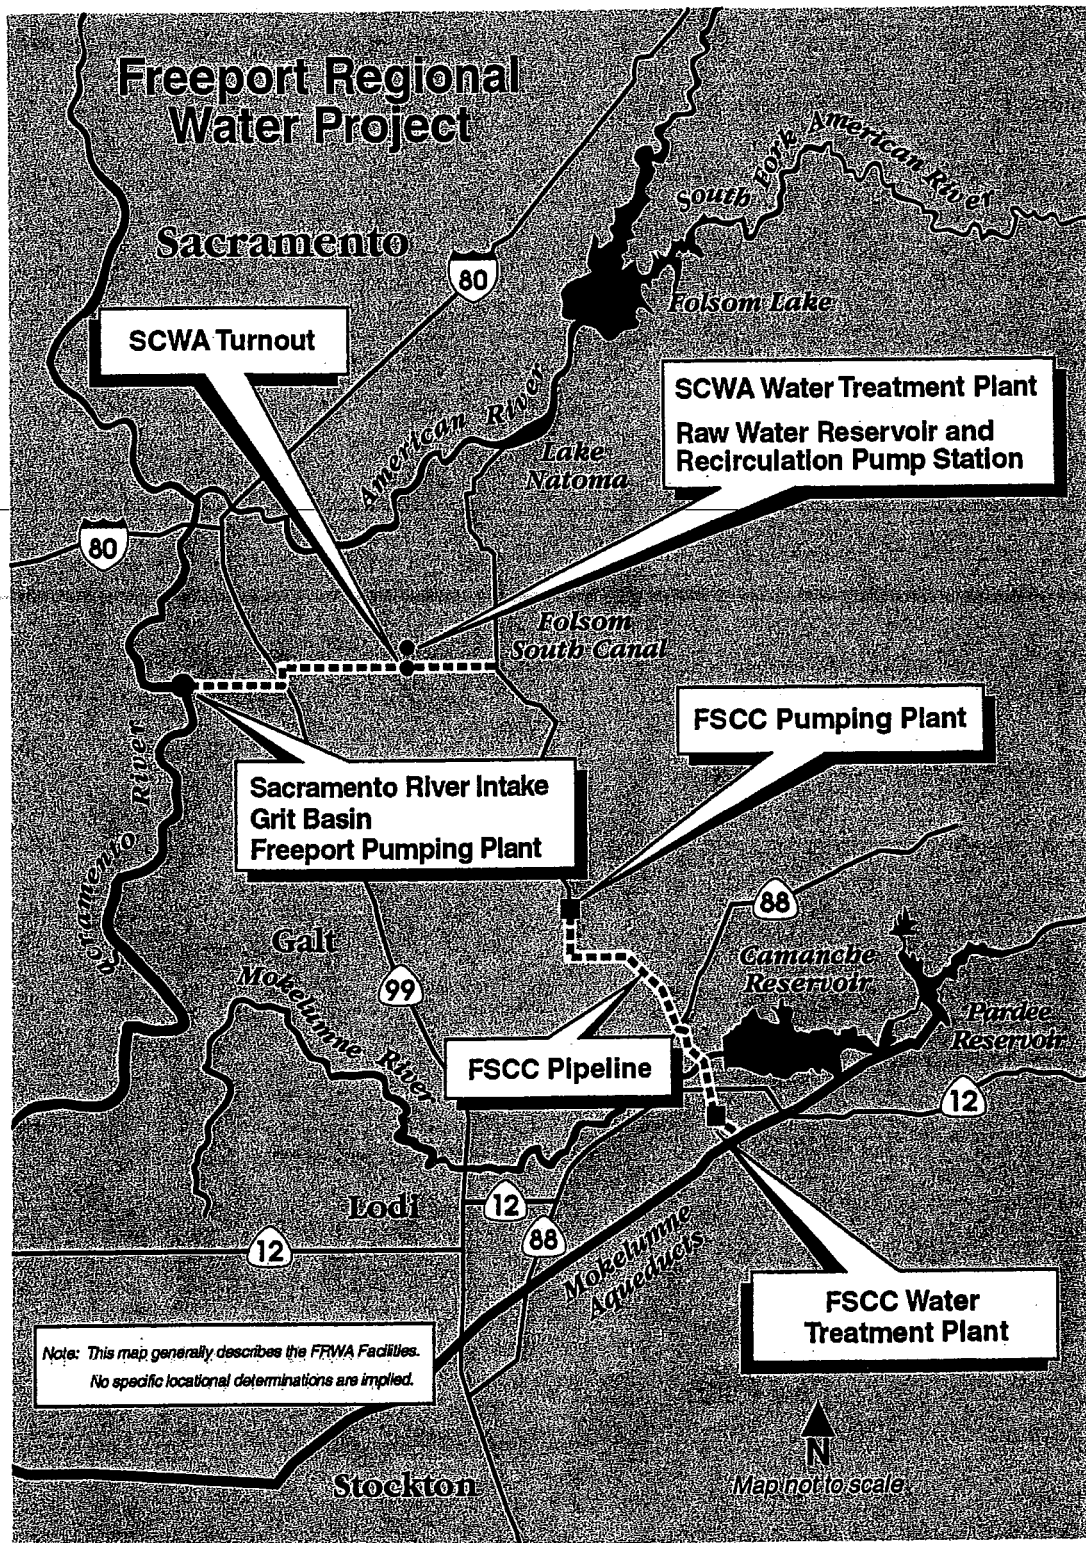 Freeport Regional
Water Project
South Fork American River
Sacramento
80
Folsom Lake
SCWA Turnout
SCWA Water Treatment Plant
Raw Water Reservoir and
Recirculation Pump Station
American River
Lake
Natoma
80
Folsom
South Canal
FSCC Pumping Plant
Sacramento River
Sacramento River Intake
Grit Basin
Freeport Pumping Plant
88
Galt
Camanche
Reservoir
Mokelumne River
99
Pardee
Reservoir
FSCC Pipeline
12
Lodi
12
88
12
Mokelumne
Aqueducts
FSCC Water
Treatment Plant
Note: This map generally describes the FRWA Facilities.
No specific locational determinations are implied.
N
Stockton
Map not to scale.